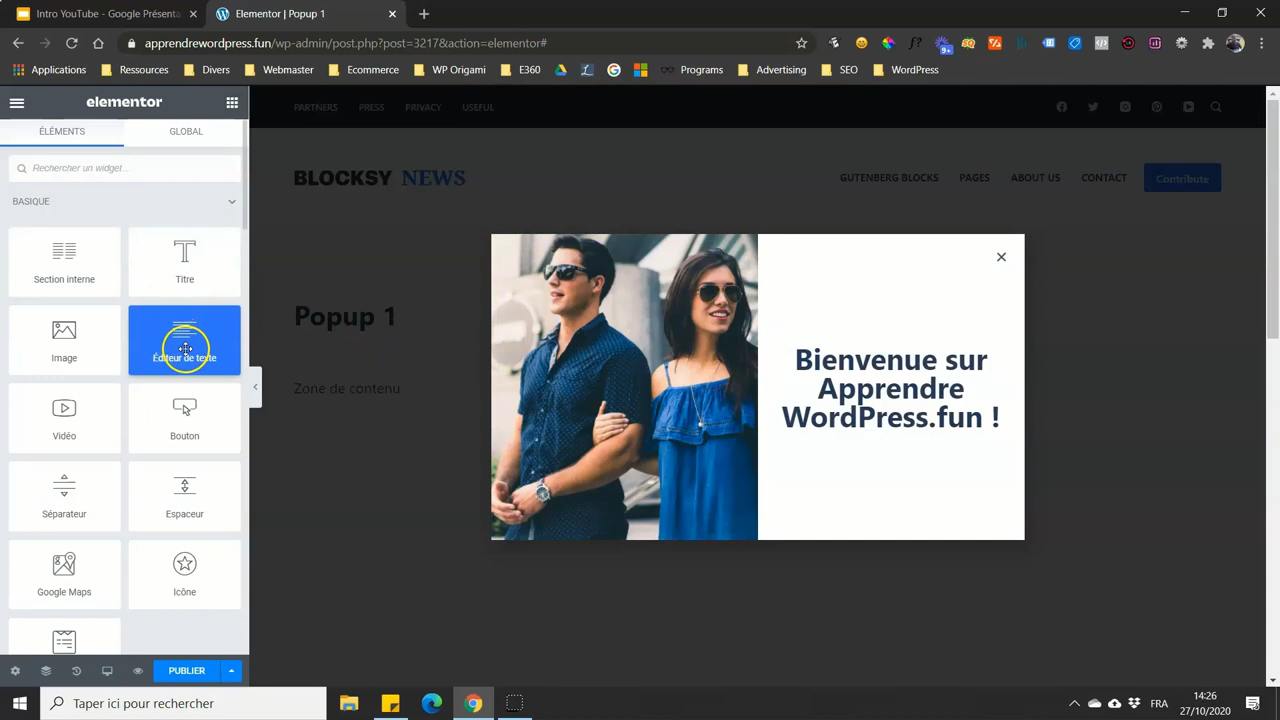 Intro YouTube - Google Présenta
Elementor | Popup 1
apprendrewordpress.fun/wp-admin/post.php?post=3217&action=elementor#
9+
Applications
Ressources
Divers
Webmaster
Ecommerce
WP Origami
E360
Programs
Advertising
SEO
WordPress
elementor
ÉLÉMENTS
GLOBAL
Rechercher un widget...
BASIQUE
Section interne
Titre
Image
Éditeur de texte
Vidéo
Bouton
Séparateur
Espaceur
Google Maps
Icône
PUBLIER
PARTNERS PRESS PRIVACY USEFUL
BLOCKSY NEWS
GUTENBERG BLOCKS PAGES ABOUT US CONTACT Contribute
Popup 1
Zone de contenu
Bienvenue sur
Apprendre
WordPress.fun !
Taper ici pour rechercher
FRA
14:26
27/10/2020